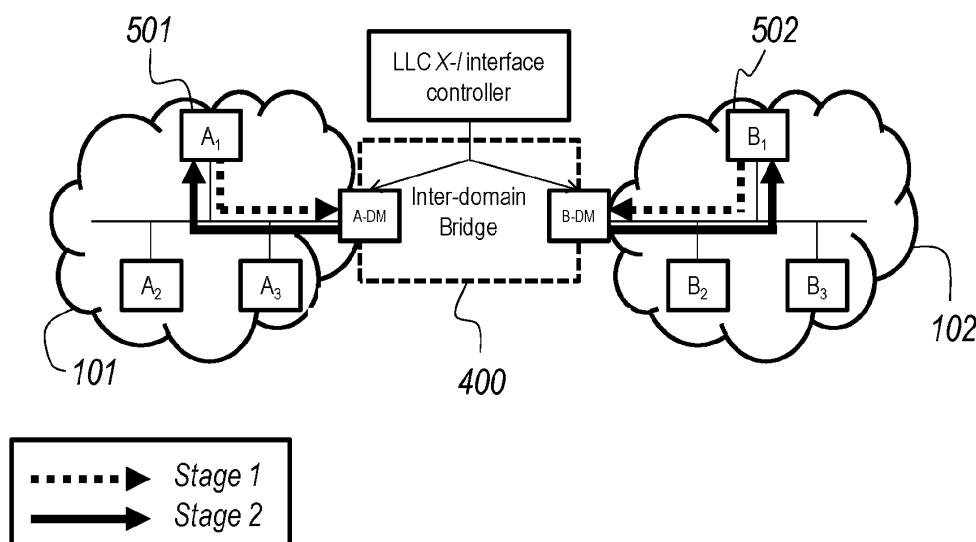 501
LLC X-I interface
controller
502
A1
B1
A-DM
Inter-domain
Bridge
B-DM
A2
A3
B2
B3
101
400
102
Stage 1
Stage 2